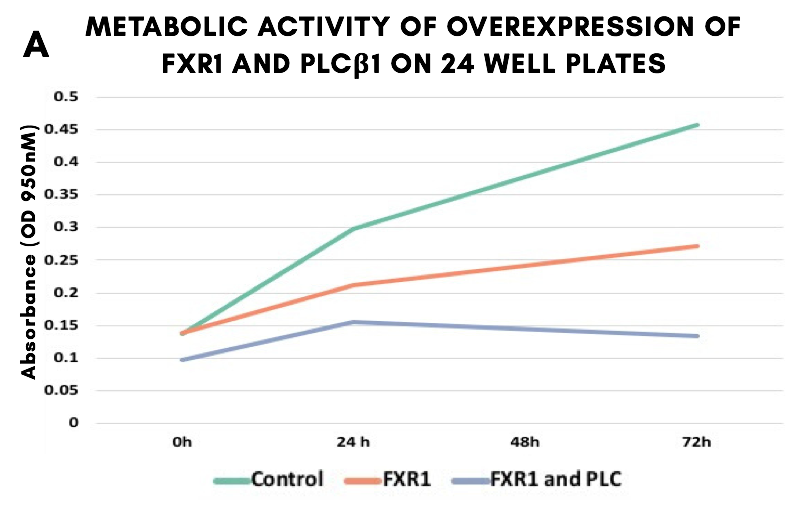 A
METABOLIC ACTIVITY OF OVEREXPRESSION OF
FXR1 AND PLCβ1 ON 24 WELL PLATES
Absorbance (OD 950nM)
0.5
0.45
0.4
0.35
0.3
0.25
0.2
0.15
0.1
0.05
0
0h
24 h
48h
72h
Control
FXR1
FXR1 and PLC